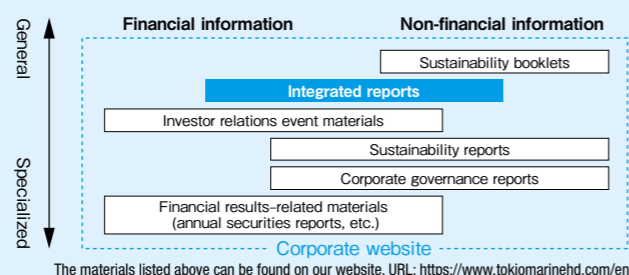 Financial information
Non-financial information
General
Sustainability booklets
Integrated reports
Investor relations event materials
Sustainability reports
Corporate governance reports
Specialized
Financial results–related materials
(annual securities reports, etc.)
Corporate website
The materials listed above can be found on our website. URL: https://www.tokiomarinehd.com/en